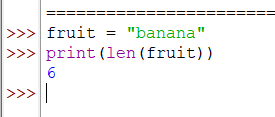 =======================
>>> fruit = "banana"
>>> print(len(fruit))
6
>>>